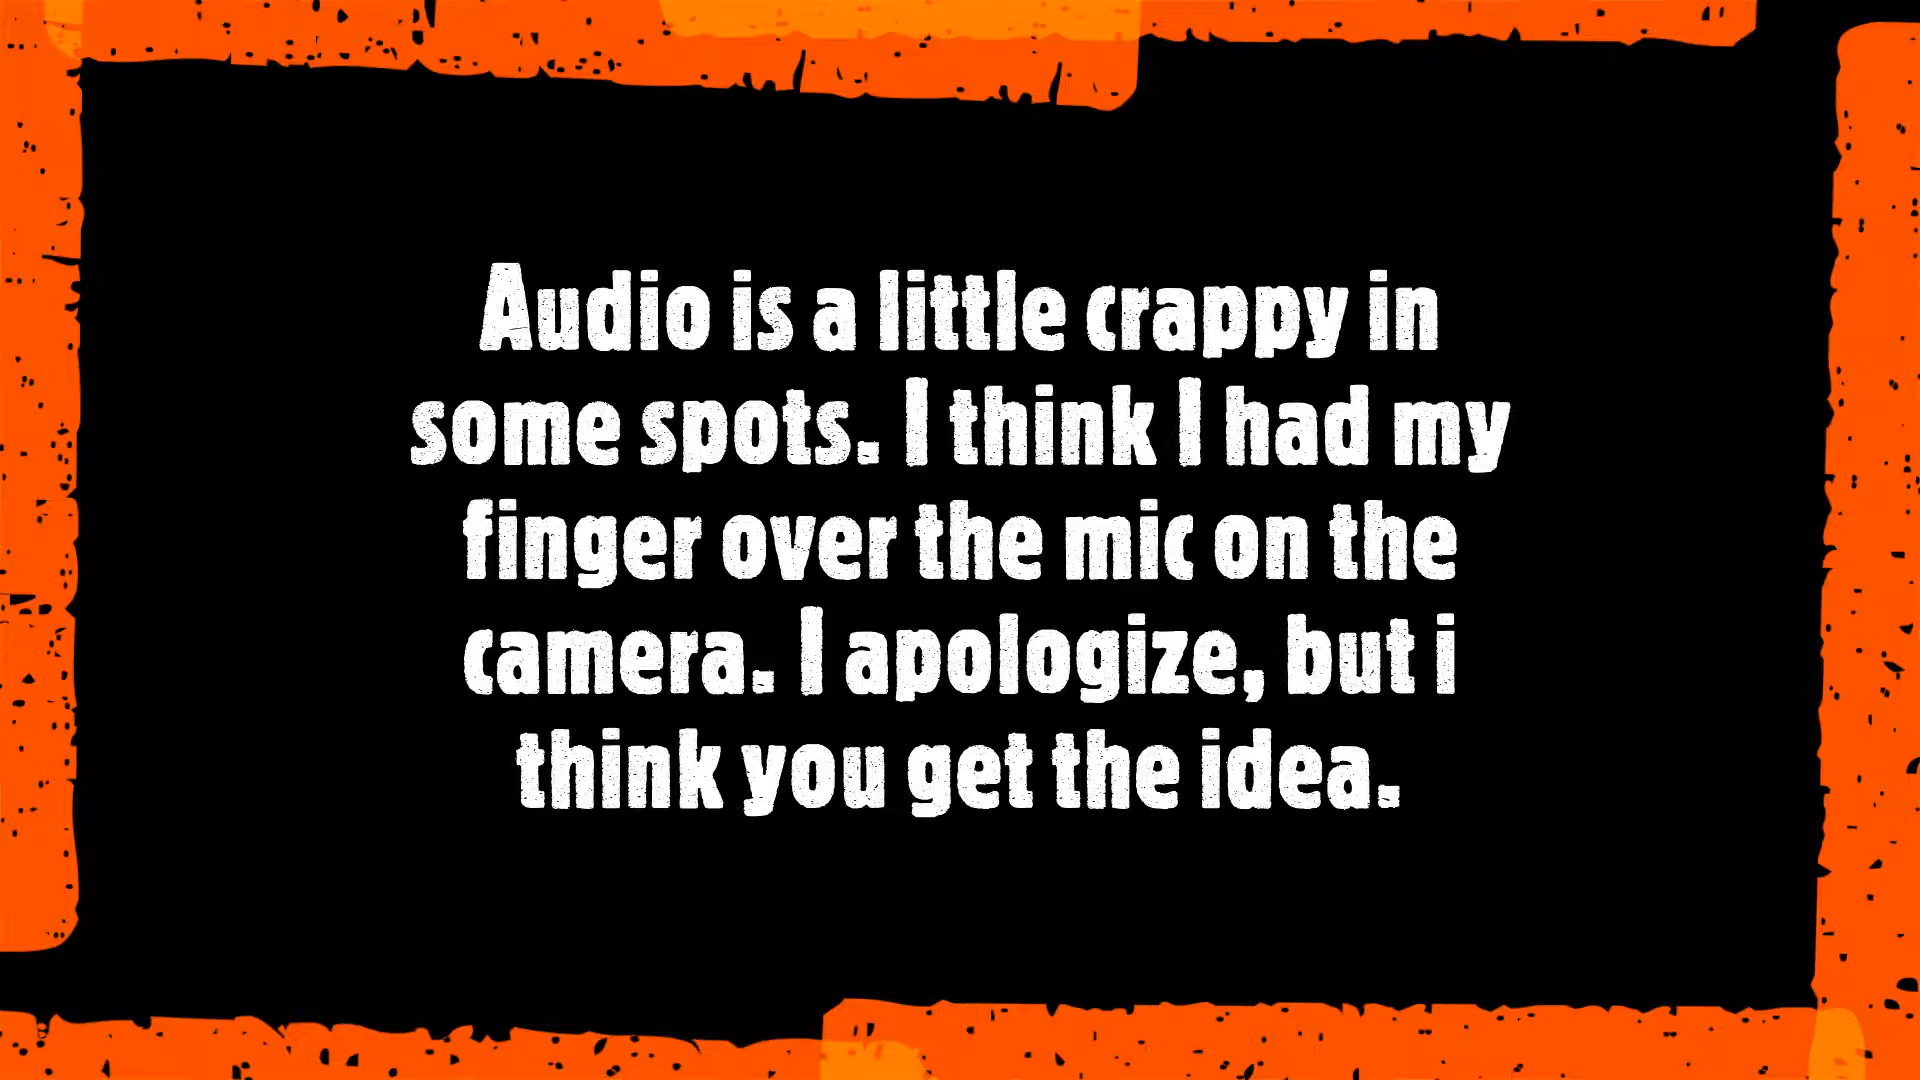 Audio is a little crappy in
some spots. I think I had my
finger over the mic on the
camera. I apologize, but i
think you get the idea.